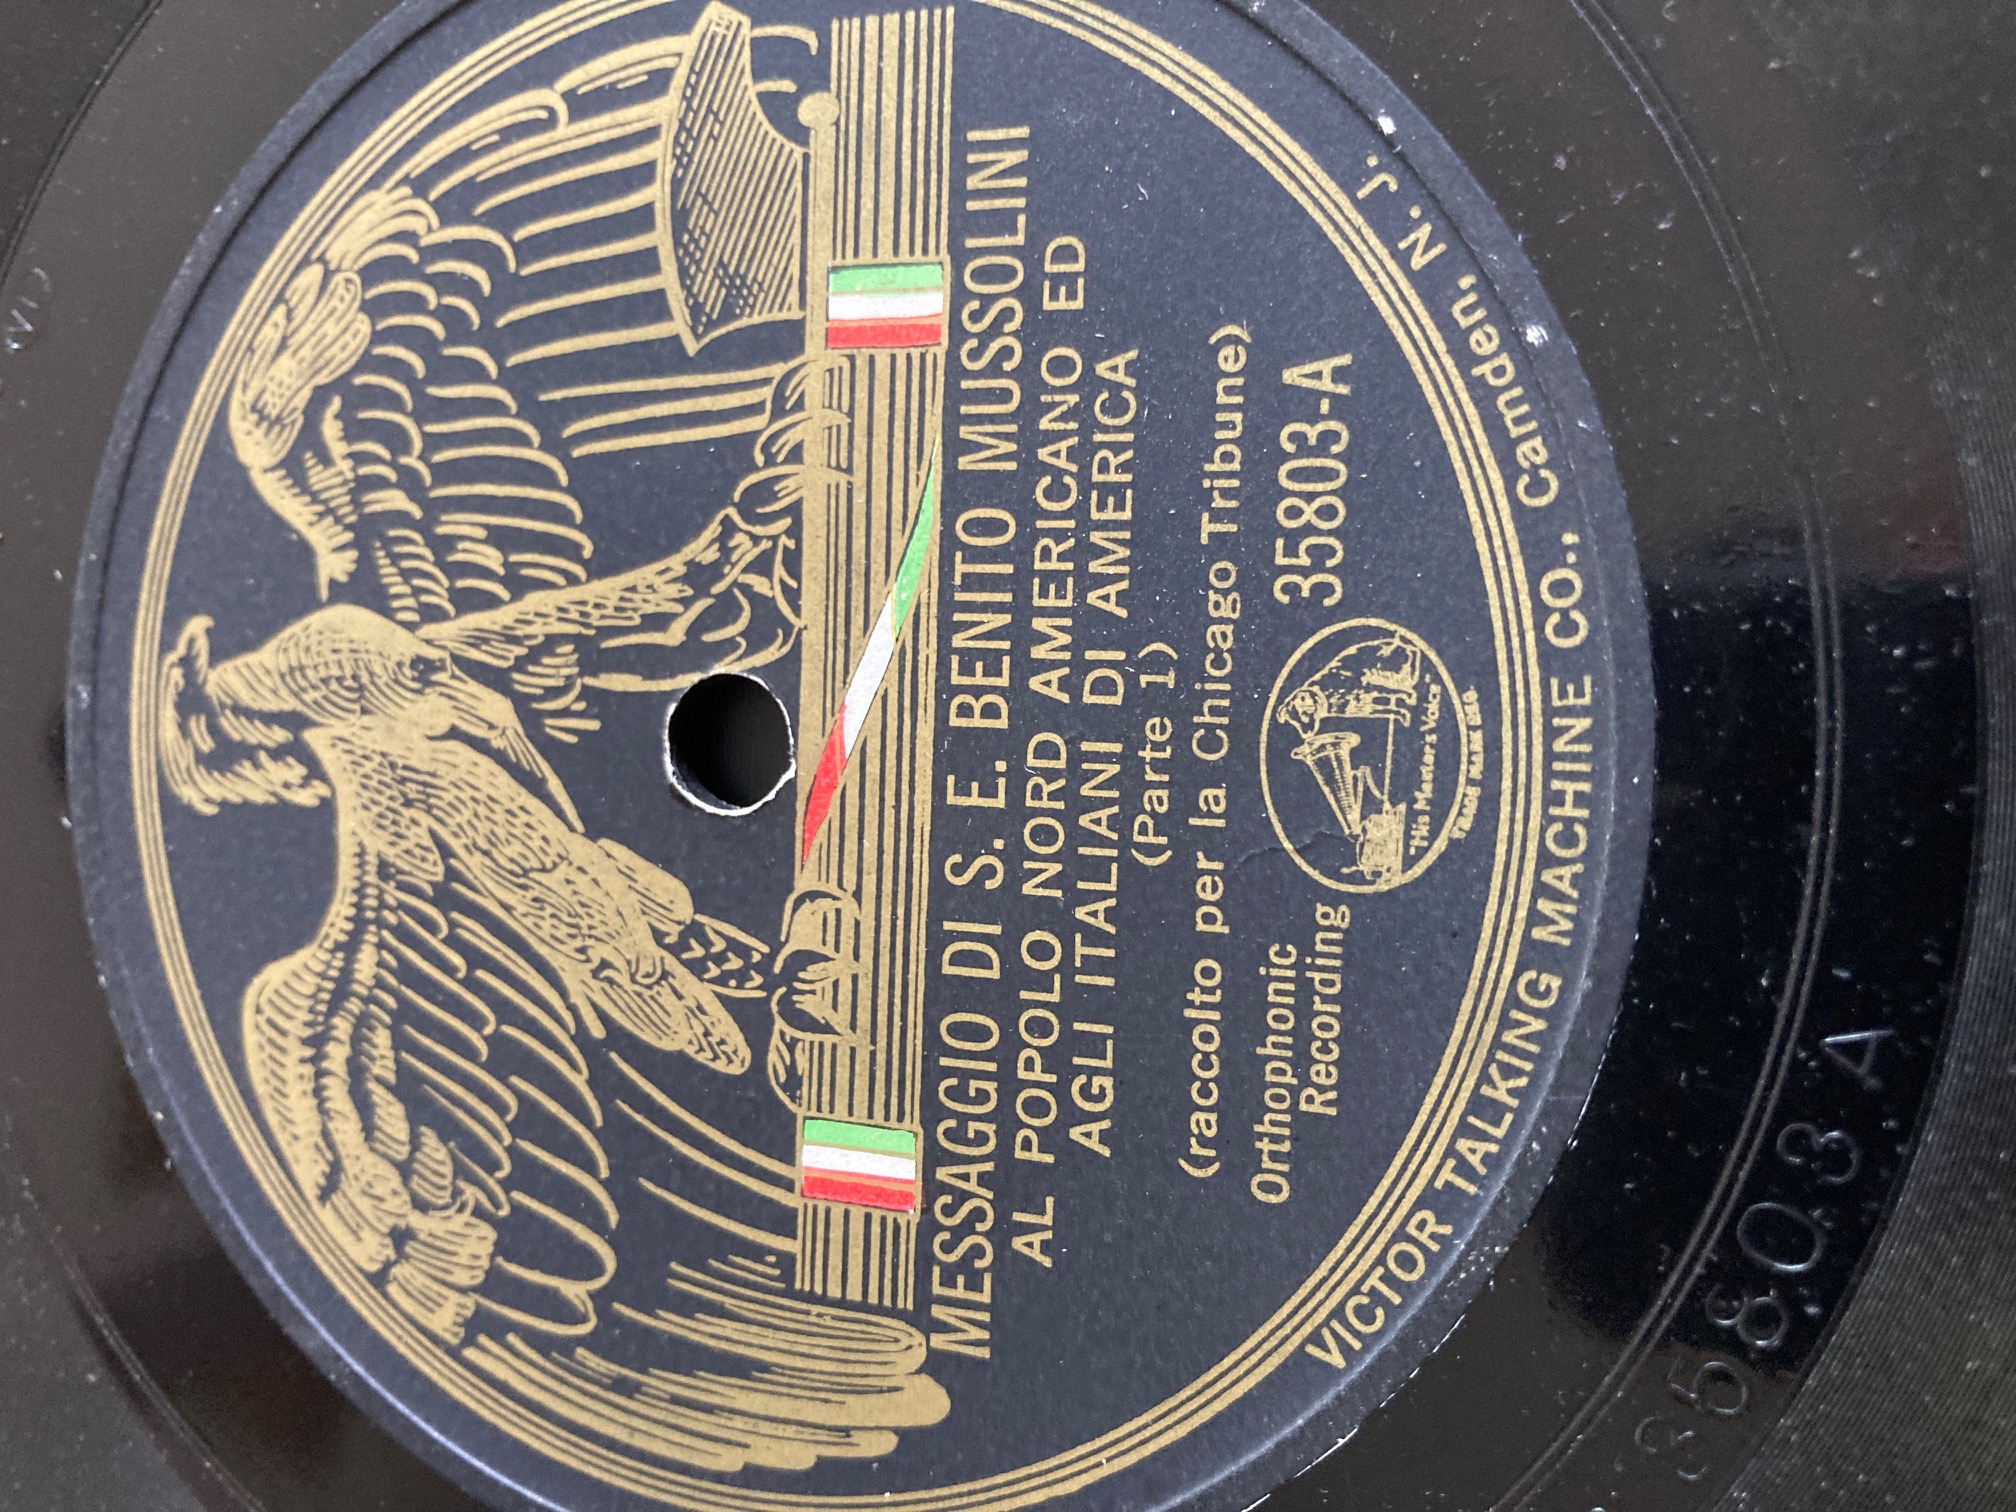 MESSAGGIO DI S. E. BENITO MUSSOLINI
AL POPOLO NORD AMERICANO ED
AGLI ITALIANI DI AMERICA
(Parte 1)
(raccolto per la Chicago Tribune)
Orthophonic
Recording
35803-A
"His Master's Voice"
VICTOR TALKING MACHINE CO., Camden, N. J.
35803 A